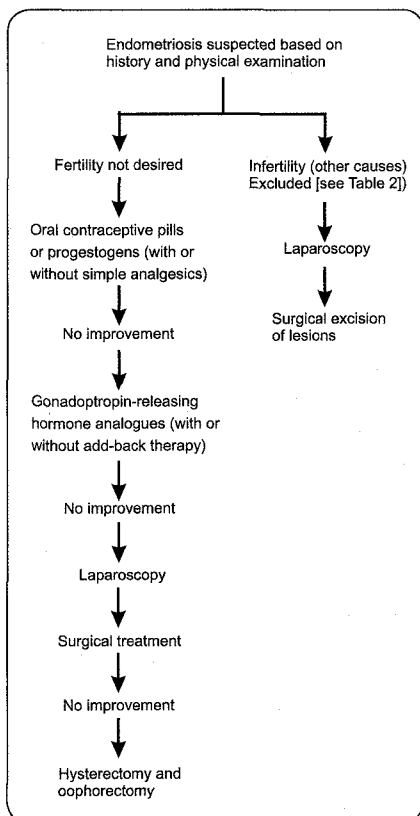 Endometriosis suspected based on
history and physical examination
Fertility not desired
Oral contraceptive pills
or progestogens (with or
without simple analgesics)
No improvement
Gonadoptropin-releasing
hormone analogues (with or
without add-back therapy)
No improvement
Laparoscopy
Surgical treatment
No improvement
Hysterectomy and
oophorectomy
Infertility (other causes)
Excluded [see Table 2])
Laparoscopy
Surgical excision
of lesions